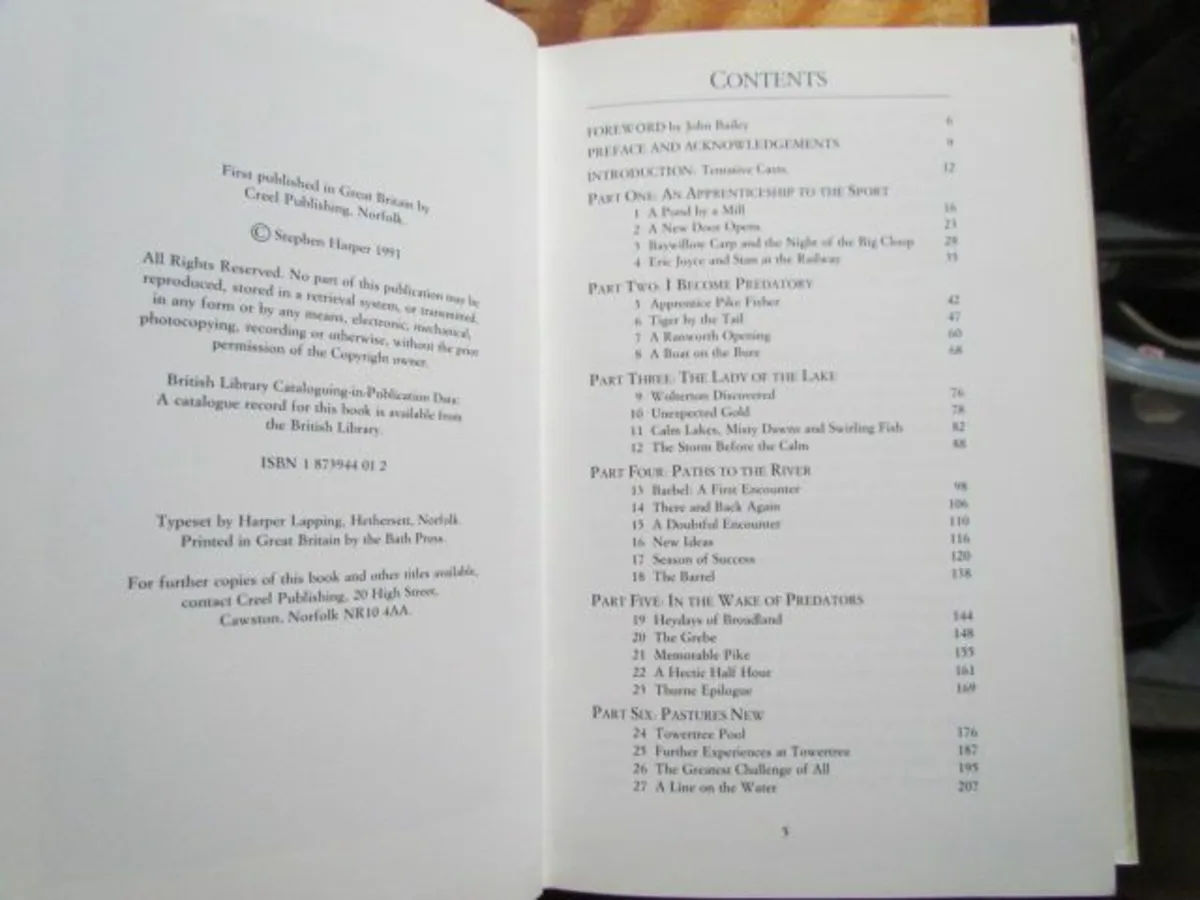 First published in Great Britain by
Creel Publishing, Norfolk.
© Stephen Harper 1991
All Rights Reserved. No part of this publication may be
reproduced, stored in a retrieval system, or transmitted,
in any form or by any means, electronic, mechanical,
photocopying, recording or otherwise, without the prior
permission of the Copyright owner.
British Library Cataloguing-in-Publication Data:
A catalogue record for this book is available from
the British Library.
ISBN 1 873944 01 2
Typeset by Harper Lapping, Hethersett, Norfolk.
Printed in Great Britain by the Bath Press.
For further copies of this book and other titles available,
contact Creel Publishing, 20 High Street,
Cawston, Norfolk NR10 4AA.
CONTENTS
FOREWORD by John Bailey 6
PREFACE AND ACKNOWLEDGEMENTS 9
INTRODUCTION: Tentative Casts. 12
PART ONE: AN APPRENTICESHIP TO THE SPORT
1 A Pond by a Mill 16
2 A New Door Opens 23
3 Baywillow Carp and the Night of the Big Cloop 28
4 Eric Joyce and Stan at the Railway 35
PART TWO: I BECOME PREDATORY
5 Apprentice Pike Fisher 42
6 Tiger by the Tail 47
7 A Ranworth Opening 60
8 A Boat on the Bure 68
PART THREE: THE LADY OF THE LAKE
9 Wolterton Discovered 76
10 Unexpected Gold 78
11 Calm Lakes, Misty Dawns and Swirling Fish 82
12 The Storm Before the Calm 88
PART FOUR: PATHS TO THE RIVER
13 Barbel: A First Encounter 98
14 There and Back Again 106
15 A Doubtful Encounter 110
16 New Ideas 116
17 Season of Success 120
18 The Barrel 138
PART FIVE: IN THE WAKE OF PREDATORS
19 Heydays of Broadland 144
20 The Grebe 148
21 Memorable Pike 155
22 A Hectic Half Hour 161
23 Thurne Epilogue 169
PART SIX: PASTURES NEW
24 Towertree Pool 176
25 Further Experiences at Towertree 187
26 The Greatest Challenge of All 195
27 A Line on the Water 207
5